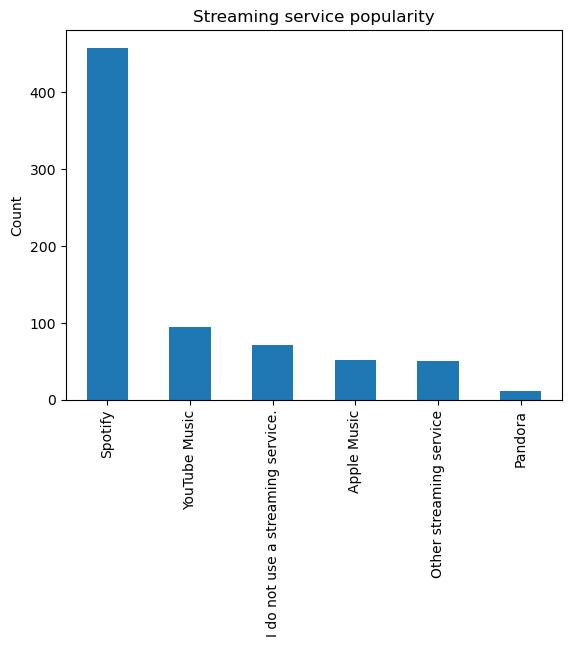 Streaming service popularity
Count
400
300
200
100
0
Spotify
YouTube Music
I do not use a streaming service.
Apple Music
Other streaming service
Pandora